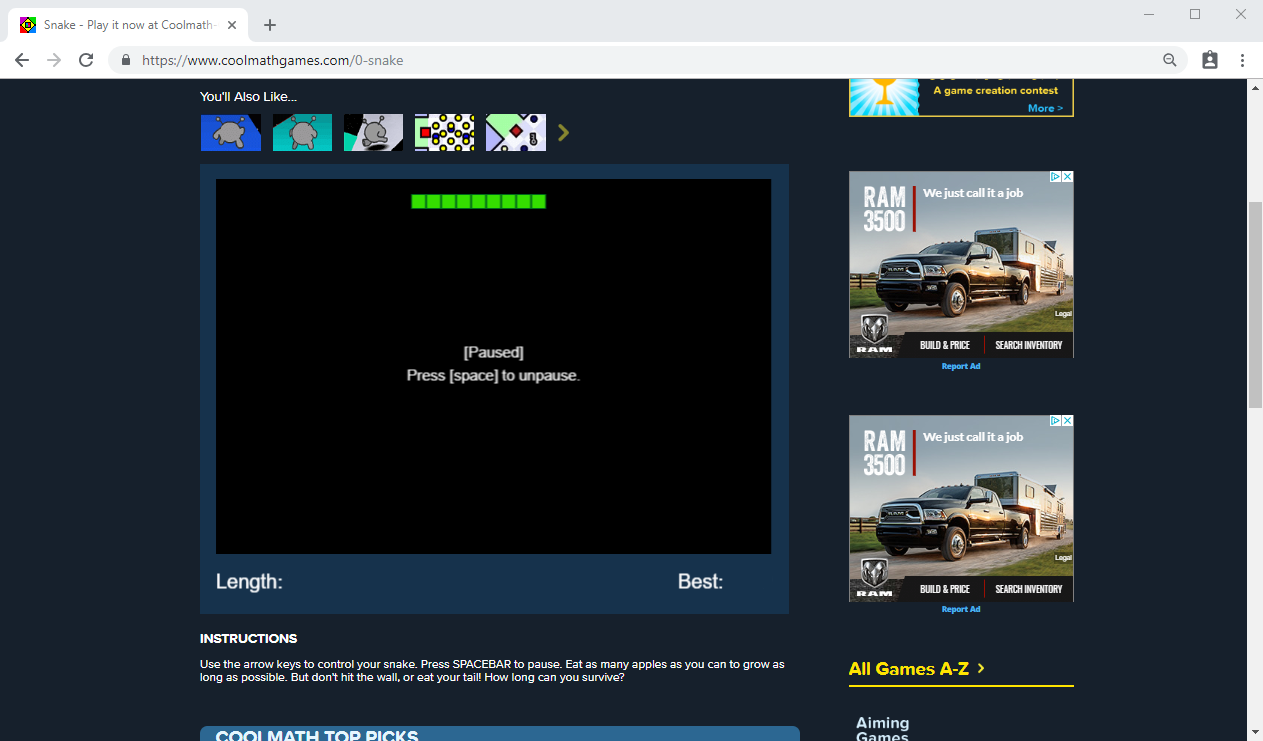 Snake - Play it now at Coolmath-
https://www.coolmathgames.com/0-snake
You'll Also Like...
A game creation contest
More >
[Paused]
Press [space] to unpause.
Length:
Best:
INSTRUCTIONS
Use the arrow keys to control your snake. Press SPACEBAR to pause. Eat as many apples as you can to grow as
long as possible. But don't hit the wall, or eat your tail! How long can you survive?
COOLMATH TOP PICKS
RAM
3500
We just call it a job
Legal
RAM
BUILD & PRICE
SEARCH INVENTORY
Report Ad
RAM
3500
We just call it a job
Legal
RAM
BUILD & PRICE
SEARCH INVENTORY
Report Ad
All Games A-Z >
Aiming
Games